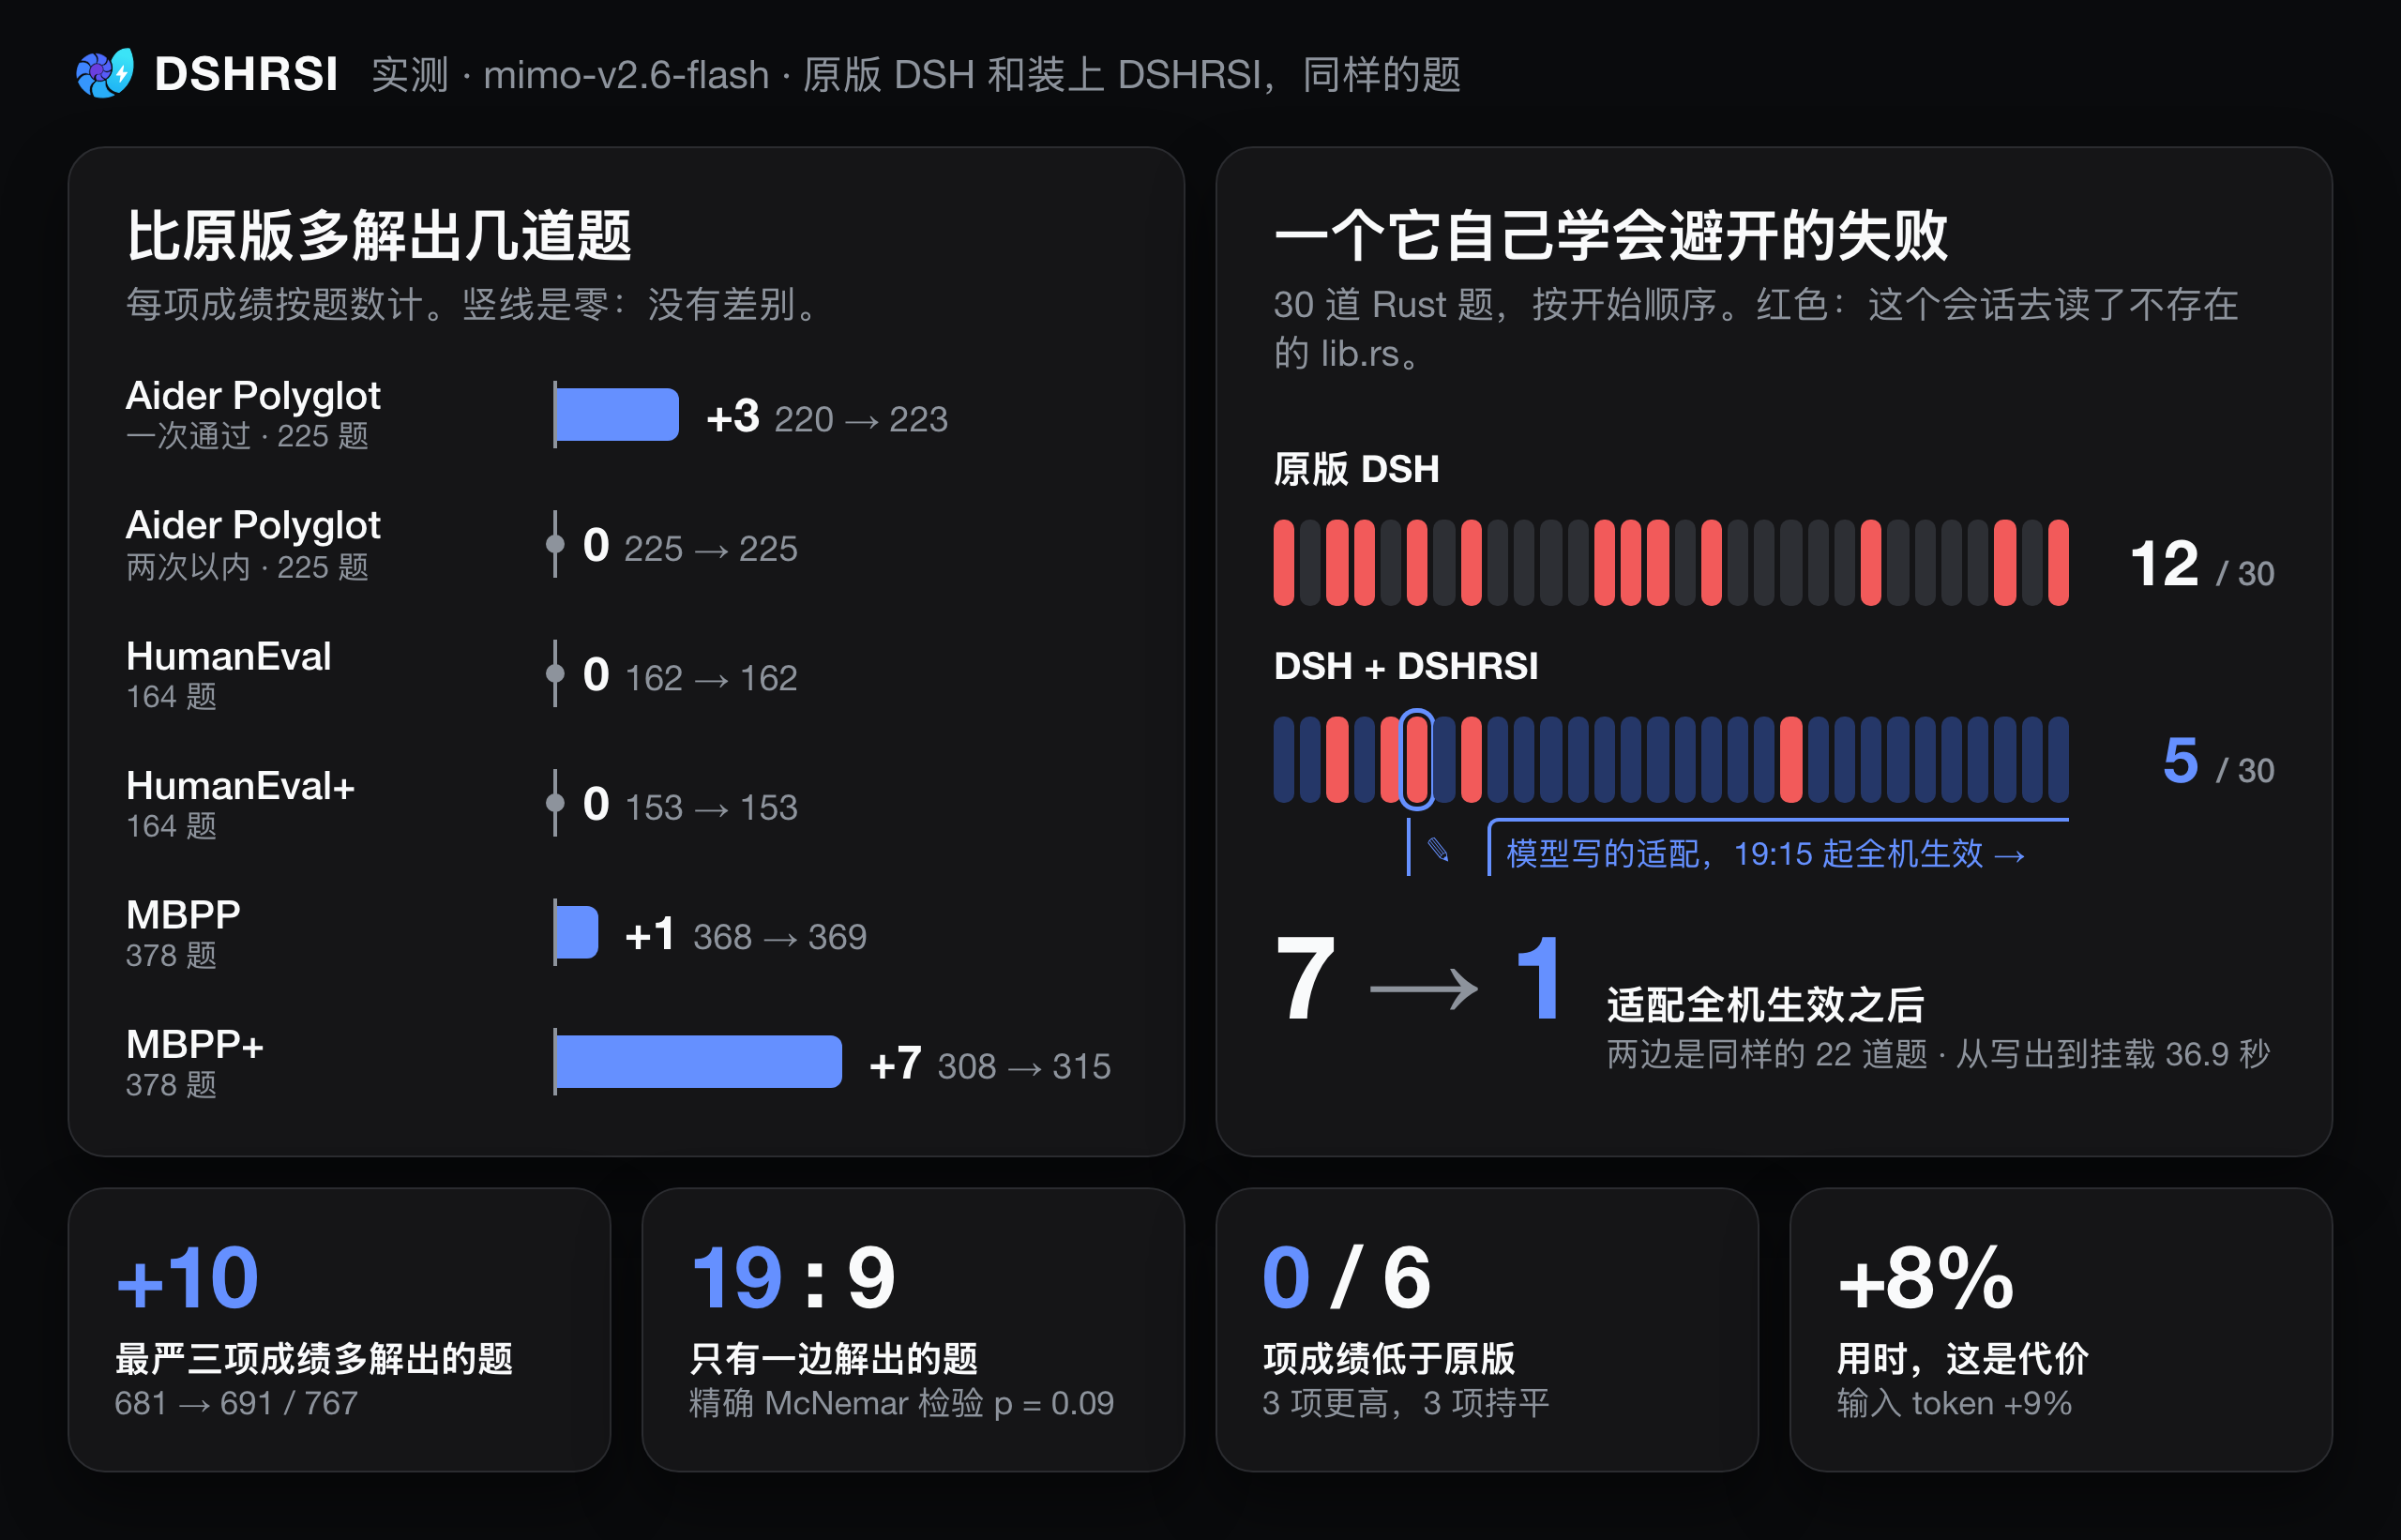 DSHRSI 实测 · mimo-v2.6-flash · 原版 DSH 和装上 DSHRSI，同样的题
比原版多解出几道题
每项成绩按题数计。竖线是零：没有差别。
Aider Polyglot
一次通过 · 225 题
+3 220 → 223
Aider Polyglot
两次以内 · 225 题
0 225 → 225
HumanEval
164 题
0 162 → 162
HumanEval+
164 题
0 153 → 153
MBPP
378 题
+1 368 → 369
MBPP+
378 题
+7 308 → 315
一个它自己学会避开的失败
30 道 Rust 题，按开始顺序。红色：这个会话去读了不存在
的 lib.rs。
原版 DSH
12 / 30
DSH + DSHRSI
5 / 30
✎ 模型写的适配，19:15 起全机生效 →
7 → 1
适配全机生效之后
两边是同样的 22 道题 · 从写出到挂载 36.9 秒
+10
最严三项成绩多解出的题
681 → 691 / 767
19 : 9
只有一边解出的题
精确 McNemar 检验 p = 0.09
0 / 6
项成绩低于原版
3 项更高，3 项持平
+8%
用时，这是代价
输入 token +9%